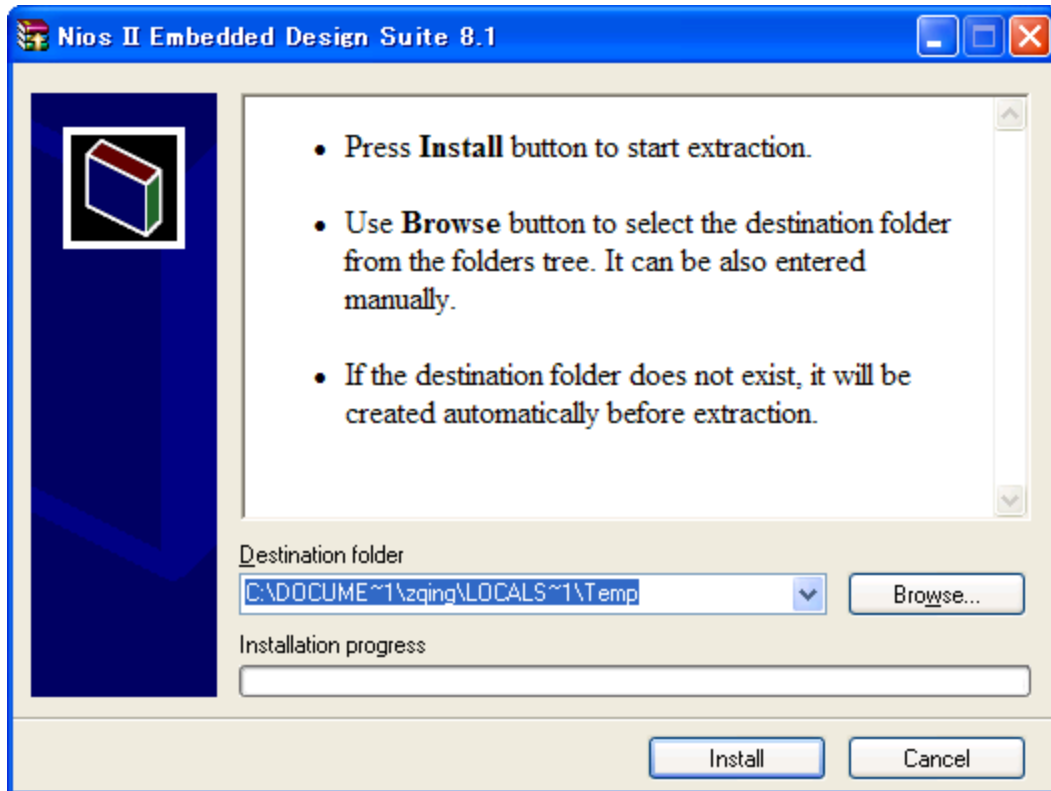 Nios II Embedded Design Suite 8.1
• Press Install button to start extraction.
• Use Browse button to select the destination folder
from the folders tree. It can be also entered
manually.
• If the destination folder does not exist, it will be
created automatically before extraction.
Destination folder
C:\DOCUME~1\zqing\LOCALS~1\Temp
Browse...
Installation progress
Install
Cancel